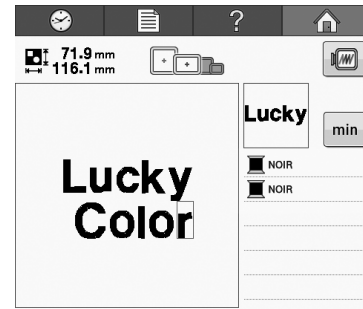 ?
71.9 mm
116.1 mm
Lucky
min
NOIR
NOIR
Lucky
Color